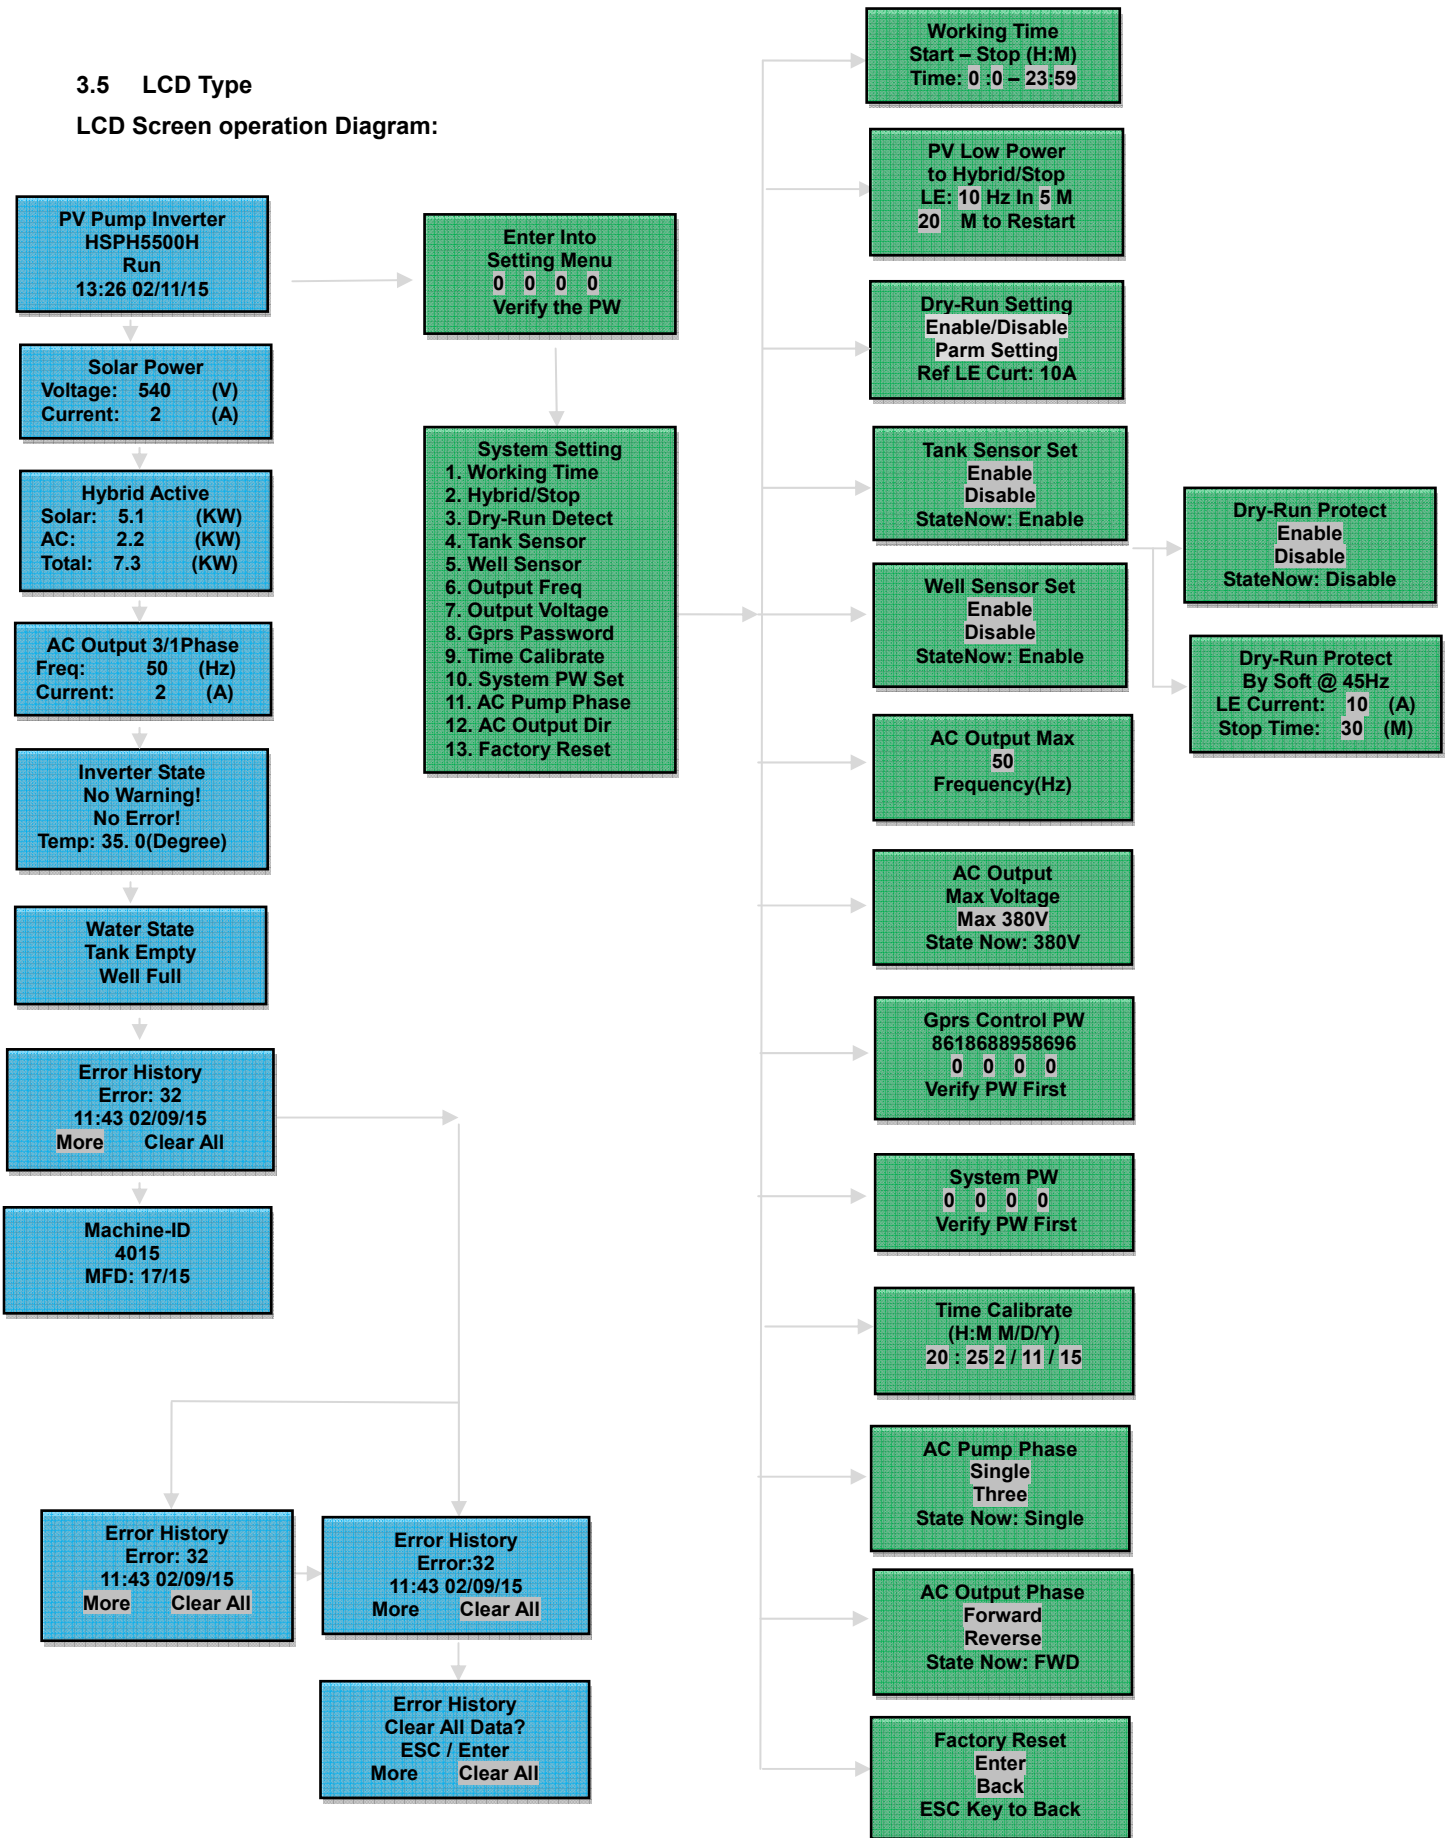 3.5 LCD Type
LCD Screen operation Diagram:
PV Pump Inverter
HSPH5500H
Run
13:26 02/11/15
Solar Power
Voltage: 540 (V)
Current: 2 (A)
Hybrid Active
Solar: 5.1 (KW)
AC: 2.2 (KW)
Total: 7.3 (KW)
AC Output 3/1Phase
Freq: 50 (Hz)
Current: 2 (A)
Inverter State
No Warning!
No Error!
Temp: 35. 0(Degree)
Water State
Tank Empty
Well Full
Error History
Error: 32
11:43 02/09/15
More Clear All
Machine-ID
4015
MFD: 17/15
Error History
Error: 32
11:43 02/09/15
More Clear All
Error History
Error:32
11:43 02/09/15
More Clear All
Error History
Clear All Data?
ESC / Enter
More Clear All
Enter Into
Setting Menu
0 0 0 0
Verify the PW
System Setting
1. Working Time
2. Hybrid/Stop
3. Dry-Run Detect
4. Tank Sensor
5. Well Sensor
6. Output Freq
7. Output Voltage
8. Gprs Password
9. Time Calibrate
10. System PW Set
11. AC Pump Phase
12. AC Output Dir
13. Factory Reset
Working Time
Start – Stop (H:M)
Time: 0 :0 – 23:59
PV Low Power
to Hybrid/Stop
LE: 10 Hz In 5 M
20 M to Restart
Dry-Run Setting
Enable/Disable
Parm Setting
Ref LE Curt: 10A
Tank Sensor Set
Enable
Disable
StateNow: Enable
Well Sensor Set
Enable
Disable
StateNow: Enable
Dry-Run Protect
Enable
Disable
StateNow: Disable
Dry-Run Protect
By Soft @ 45Hz
LE Current: 10 (A)
Stop Time: 30 (M)
AC Output Max
50
Frequency(Hz)
AC Output
Max Voltage
Max 380V
State Now: 380V
Gprs Control PW
8618688958696
0 0 0 0
Verify PW First
System PW
0 0 0 0
Verify PW First
Time Calibrate
(H:M M/D/Y)
20 : 25 2 / 11 / 15
AC Pump Phase
Single
Three
State Now: Single
AC Output Phase
Forward
Reverse
State Now: FWD
Factory Reset
Enter
Back
ESC Key to Back